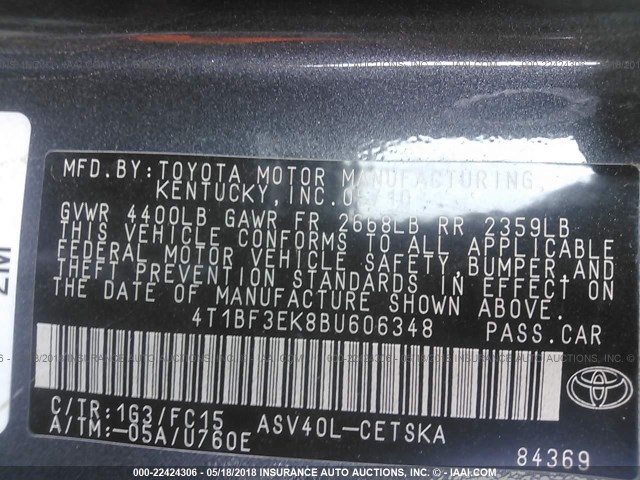 MFD.BY:TOYOTA MOTOR MANUFACTURING,
KENTUCKY,INC.
GVWR 4400LB GAWR FR 2668LB RR 2359LB
THIS VEHICLE CONFORMS TO ALL APPLICABLE
FEDERAL MOTOR VEHICLE SAFETY,BUMPER,AND
THEFT PREVENTION STANDARDS IN EFFECT ON
THE DATE OF MANUFACTURE SHOWN ABOVE.
4T1BF3EK8BU606348 PASS.CAR
C/TR:1G3/FC15 ASV40L-CETSKA
A/TM:-05A/U760E
84369
00-22424306 - 05/18/2018 - INSURANCE AUTO AUCTIONS - © - IAAI.COM